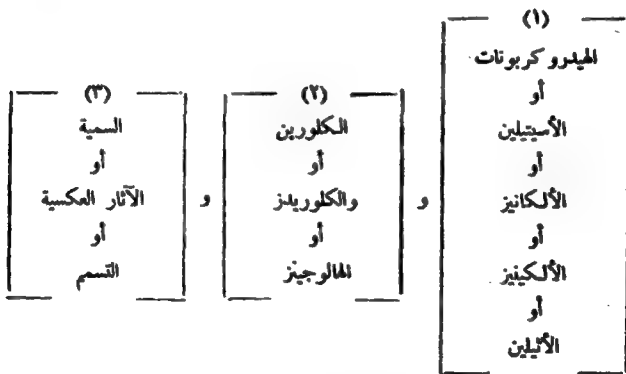 (١)
الهيدروكربونات
أو
الأسيتيلين
أو
الألكانيز
أو
الألكينيز
أو
الأثيلين
و
(٢)
الكلورين
أو
والكلوريدز
أو
الهالوجينز
و
(٣)
السمية
أو
الآثار العكسية
أو
التسمم